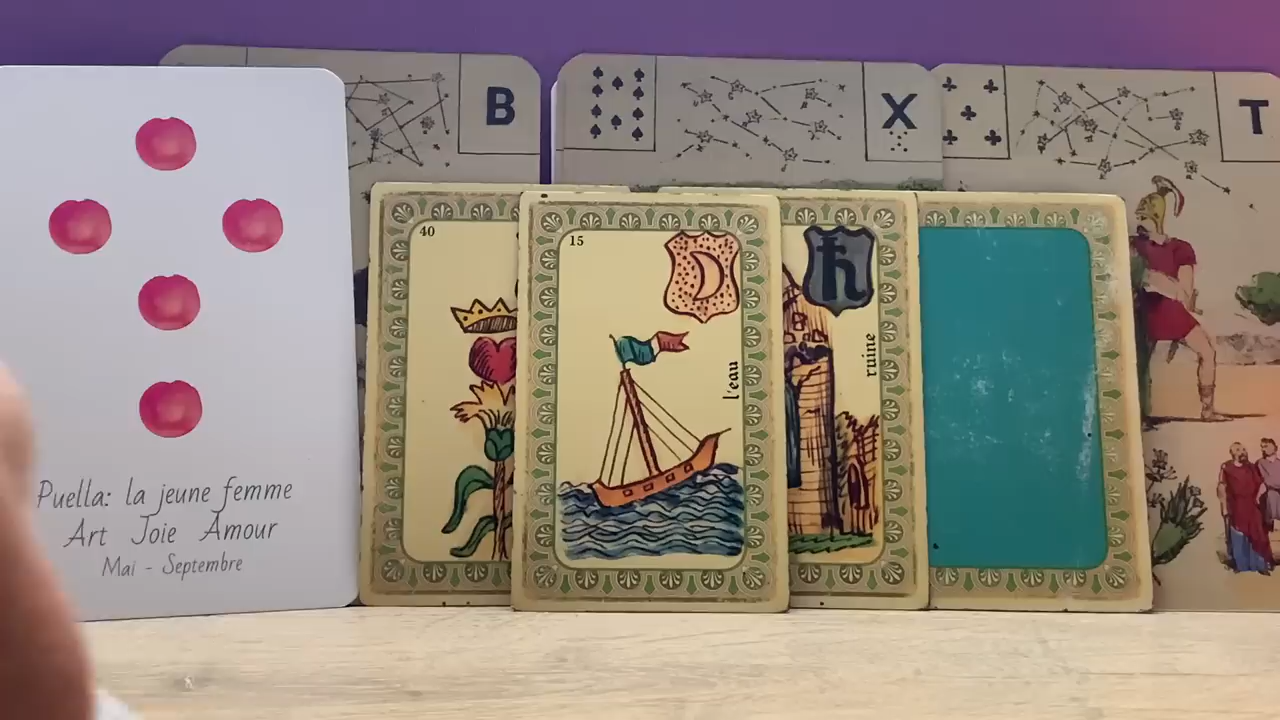 B
X
T
40
15
l'eau
ruine
Puella: la jeune femme
Art Joie Amour
Mai - Septembre